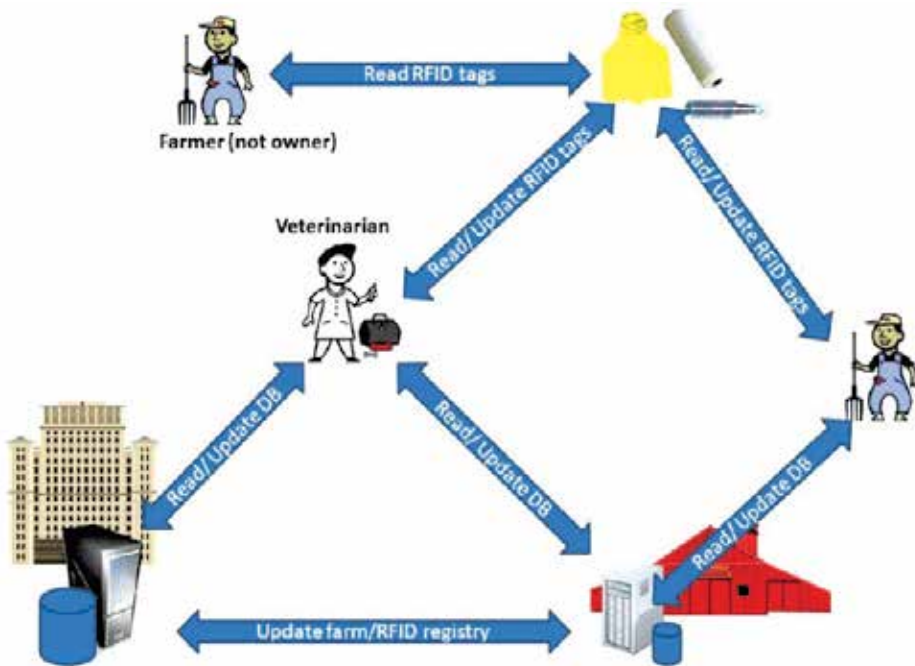 Read RFID tags
Farmer (not owner)
Read/ Update RFID tags
Read/ Update RFID tags
Veterinarian
Read/ Update DB
Read/ Update DB
Read/ Update DB
Update farm/RFID registry